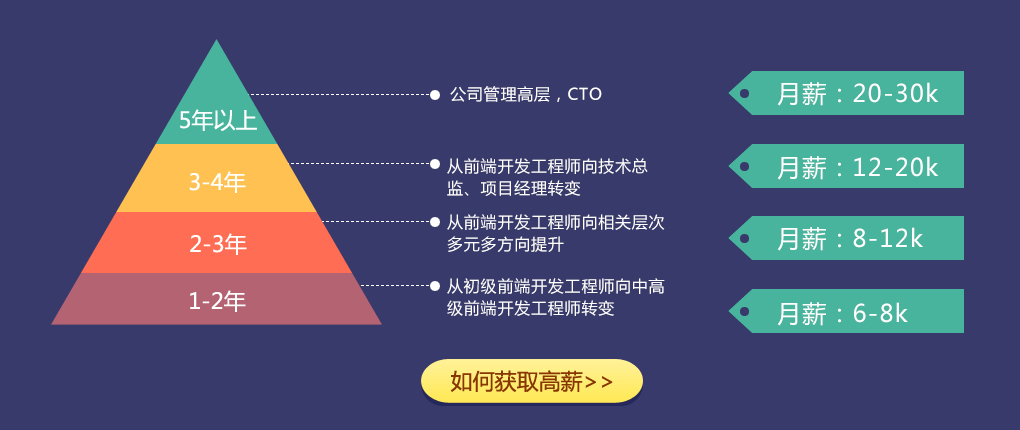 5年以上
公司管理高层，CTO
月薪：20-30k
3-4年
从前端开发工程师向技术总
监、项目经理转变
月薪：12-20k
2-3年
从前端开发工程师向相关层次
多元多方向提升
月薪：8-12k
1-2年
从初级前端开发工程师向中高
级前端开发工程师转变
月薪：6-8k
如何获取高薪>>